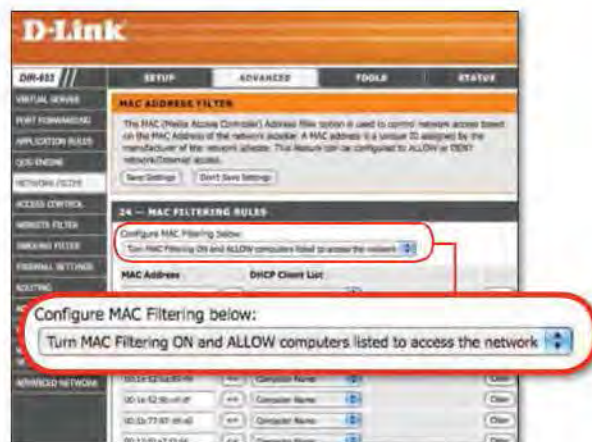 D-Link
SETUP
ADVANCED
TOOLS
STATUS
VIRTUAL SERVER
PORT FORWARDING
APPLICATION RULES
QOS ENGINE
NETWORK FILTER
ACCESS CONTROL
WEBSITE FILTER
INBOUND FILTER
FIREWALL SETTINGS
ROUTING
ADVANCED NETWORK
MAC ADDRESS FILTER
The MAC (Media Access Controller) Address filter option is used to control network access based
on the MAC Address of the network adapter. A MAC address is a unique ID assigned by the
manufacturer of the network adapter. This feature can be configured to ALLOW or DENY
network/Internet access.
Save Settings
Don't Save Settings
24 -- MAC FILTERING RULES
Configure MAC Filtering below:
Turn MAC Filtering ON and ALLOW computers listed to access the network
MAC Address
DHCP Client List
Configure MAC Filtering below:
Turn MAC Filtering ON and ALLOW computers listed to access the network
<< Computer Name Clear
<< Computer Name Clear
<< Computer Name Clear
<< Computer Name Clear